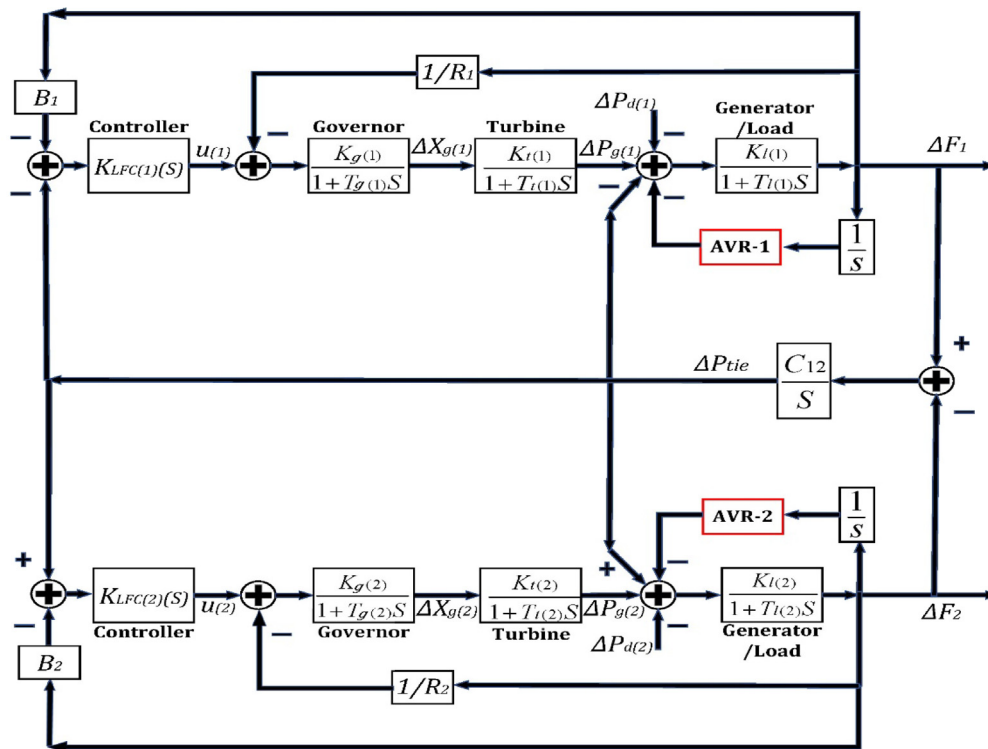 1/R1
B1
ΔPd(1)
Generator
/Load
Controller
Governor
Turbine
u(1)
ΔXg(1)
ΔPg(1)
KLFC(1)(S)
Kg(1)
1+Tg(1)S
Kt(1)
1+Tt(1)S
Kl(1)
1+Tl(1)S
ΔF1
AVR-1
1
s
ΔPtie
C12
S
AVR-2
1
s
KLFC(2)(S)
u(2)
Kg(2)
1+Tg(2)S
ΔXg(2)
Kt(2)
1+Tt(2)S
ΔPg(2)
Kl(2)
1+Tl(2)S
ΔF2
Controller
Governor
Turbine
ΔPd(2)
Generator
/Load
B2
1/R2